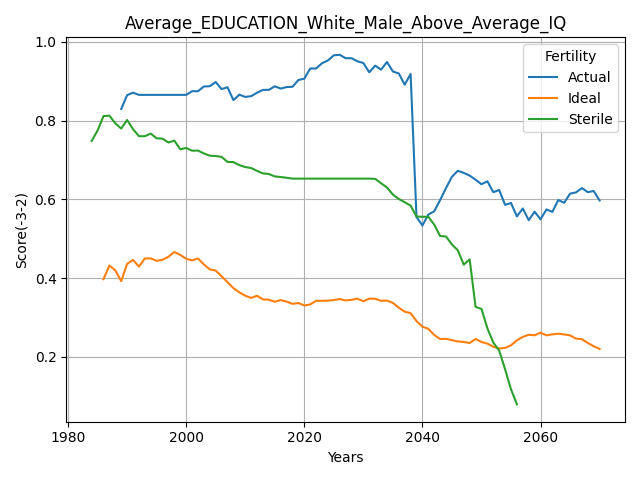 Average_EDUCATION_White_Male_Above_Average_IQ
Score(-3-2)
1.0
0.8
0.6
0.4
0.2
Fertility
Actual
Ideal
Sterile
1980
2000
2020
2040
2060
Years